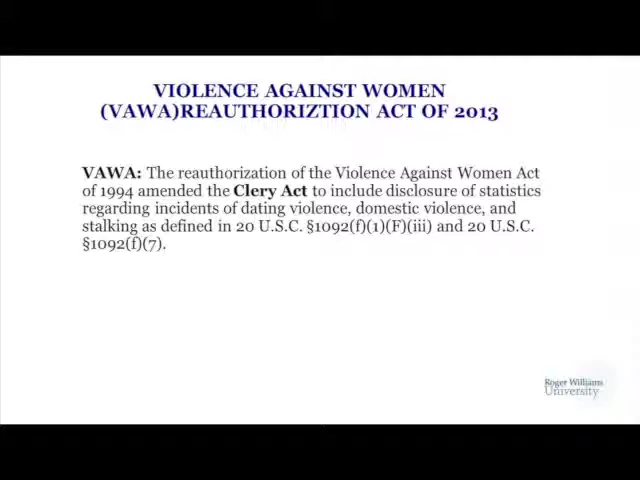 VIOLENCE AGAINST WOMEN
(VAWA)REAUTHORIZTION ACT OF 2013
VAWA: The reauthorization of the Violence Against Women Act
of 1994 amended the Clery Act to include disclosure of statistics
regarding incidents of dating violence, domestic violence, and
stalking as defined in 20 U.S.C. §1092(f)(1)(F)(iii) and 20 U.S.C.
§1092(f)(7).
Roger Williams
University